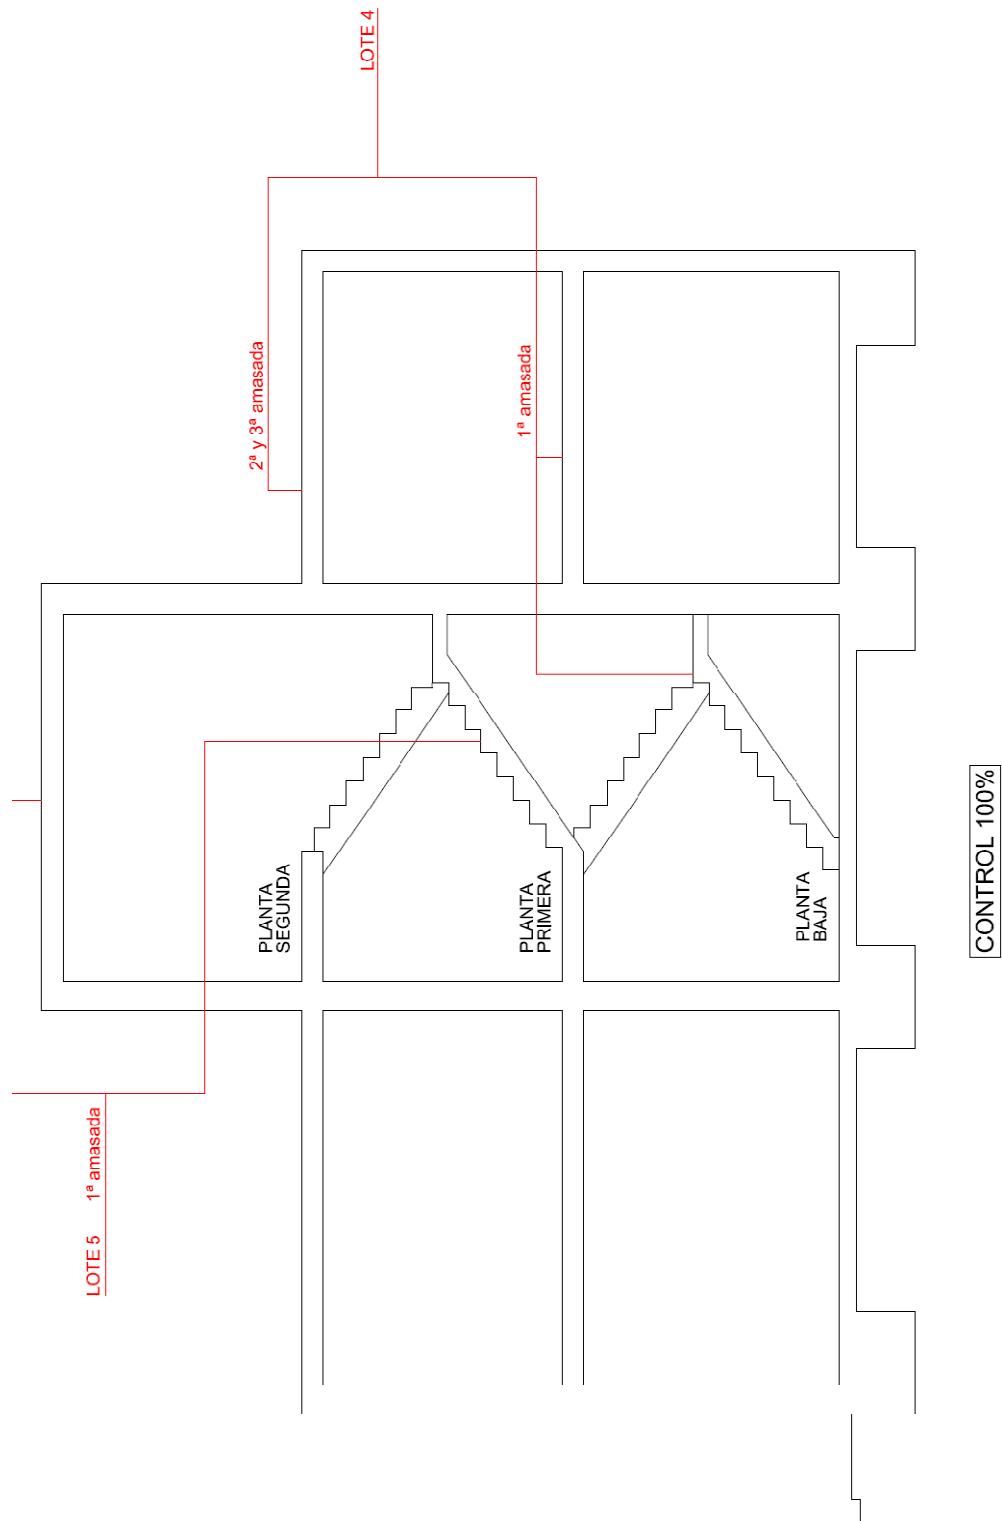 LOTE 4
2ª y 3ª amasada
1ª amasada
PLANTA
SEGUNDA
PLANTA
PRIMERA
PLANTA
BAJA
LOTE 5 1ª amasada
CONTROL 100%